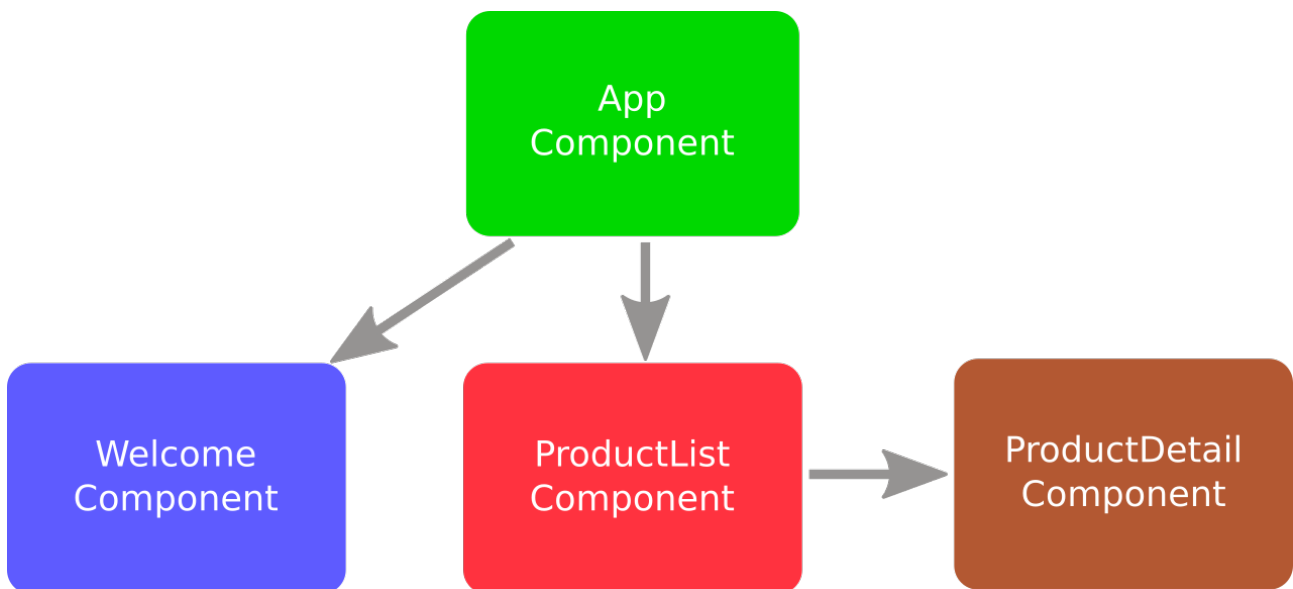 App
Component
Welcome
Component
ProductList
Component
ProductDetail
Component